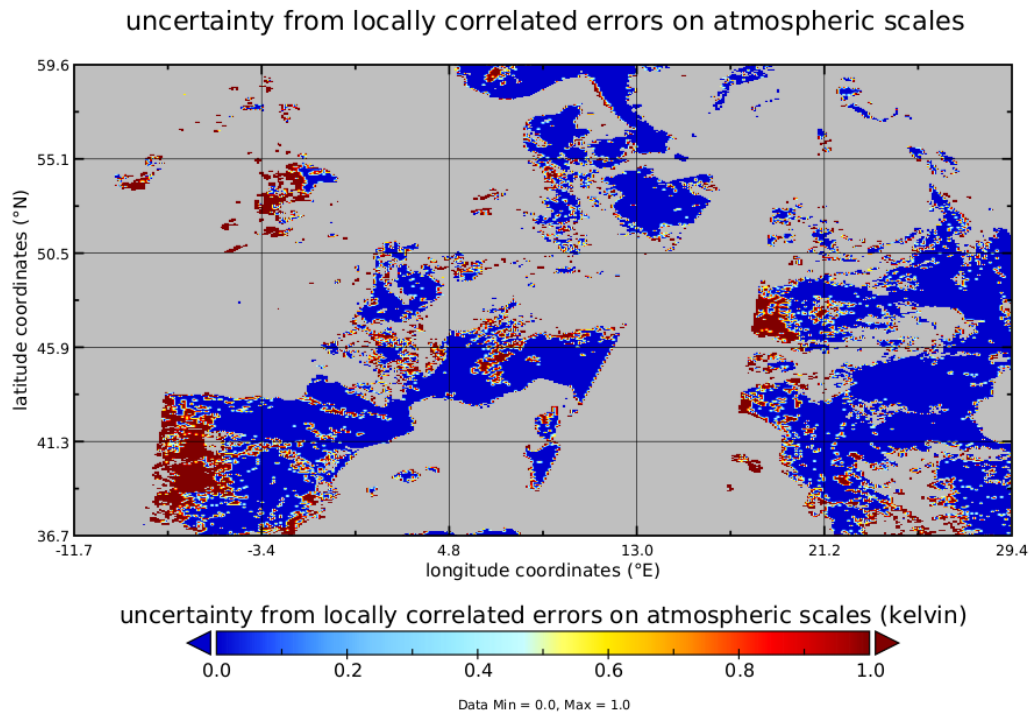 uncertainty from locally correlated errors on atmospheric scales
59.6
55.1
50.5
45.9
41.3
36.7
latitude coordinates (°N)
-11.7 -3.4 4.8 13.0 21.2 29.4
longitude coordinates (°E)
uncertainty from locally correlated errors on atmospheric scales (kelvin)
0.0 0.2 0.4 0.6 0.8 1.0
Data Min = 0.0, Max = 1.0